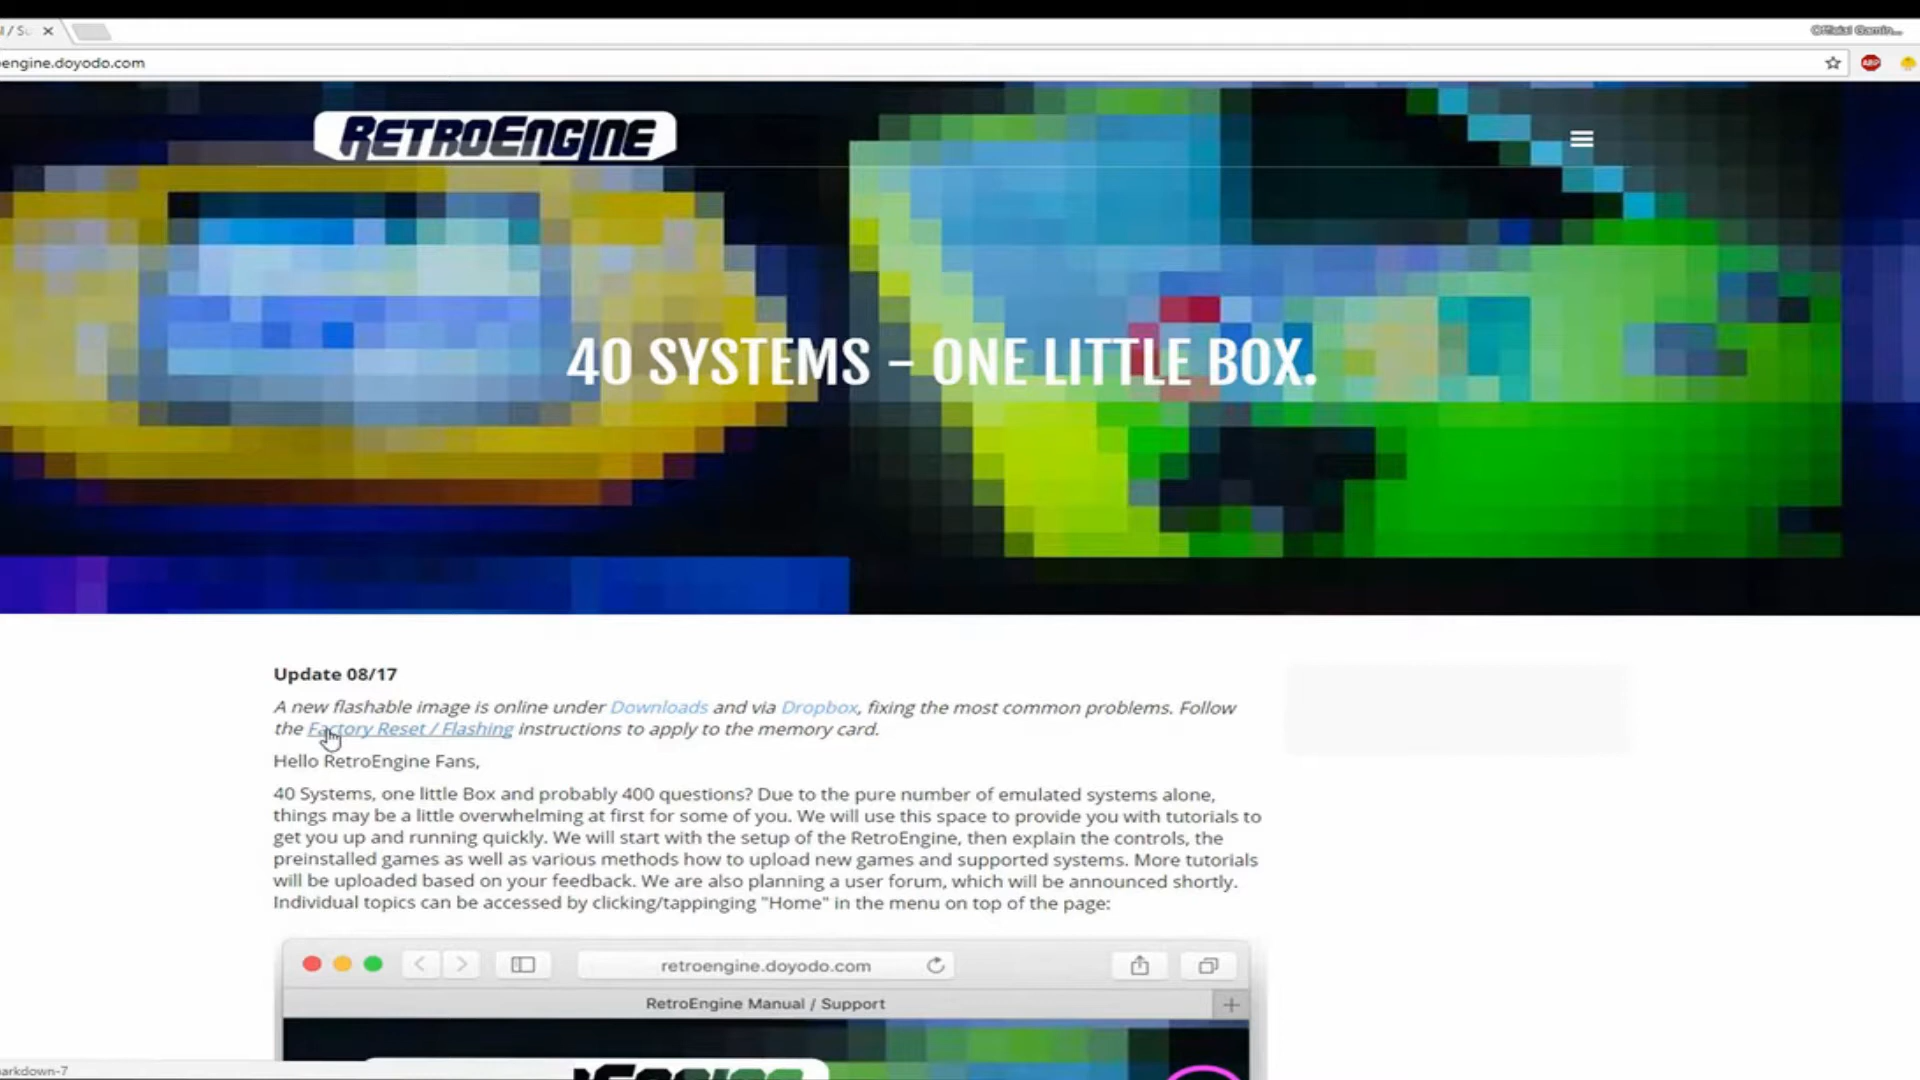 engine.doyodo.com
ABP
RETROENGINE
40 SYSTEMS – ONE LITTLE BOX.
Update 08/17
A new flashable image is online under Downloads and via Dropbox, fixing the most common problems. Follow
the Factory Reset / Flashing instructions to apply to the memory card.
Hello RetroEngine Fans,
40 Systems, one little Box and probably 400 questions? Due to the pure number of emulated systems alone,
things may be a little overwhelming at first for some of you. We will use this space to provide you with tutorials to
get you up and running quickly. We will start with the setup of the RetroEngine, then explain the controls, the
preinstalled games as well as various methods how to upload new games and supported systems. More tutorials
will be uploaded based on your feedback. We are also planning a user forum, which will be announced shortly.
Individual topics can be accessed by clicking/tappinging "Home" in the menu on top of the page:
retroengine.doyodo.com
RetroEngine Manual / Support
arkdown-7